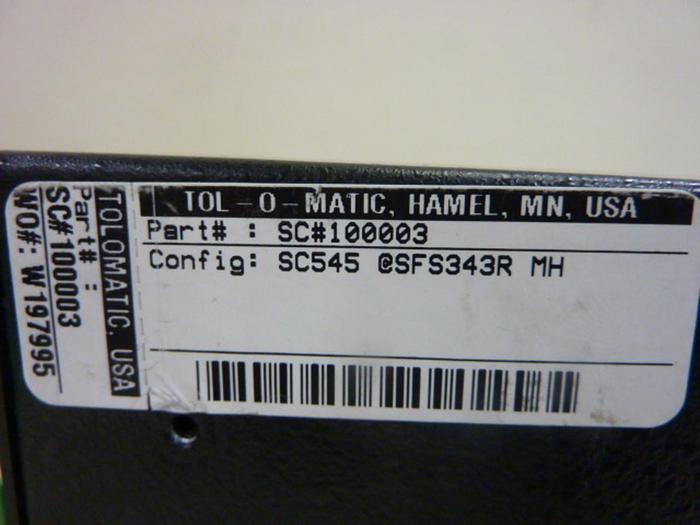 TOL-O-MATIC, HAMEL, MN, USA
Part# : SC#100003
Config: SC545 @SFS343R MH
TOLOMATIC, USA
Part# :
SC#100003
WO#: W197995